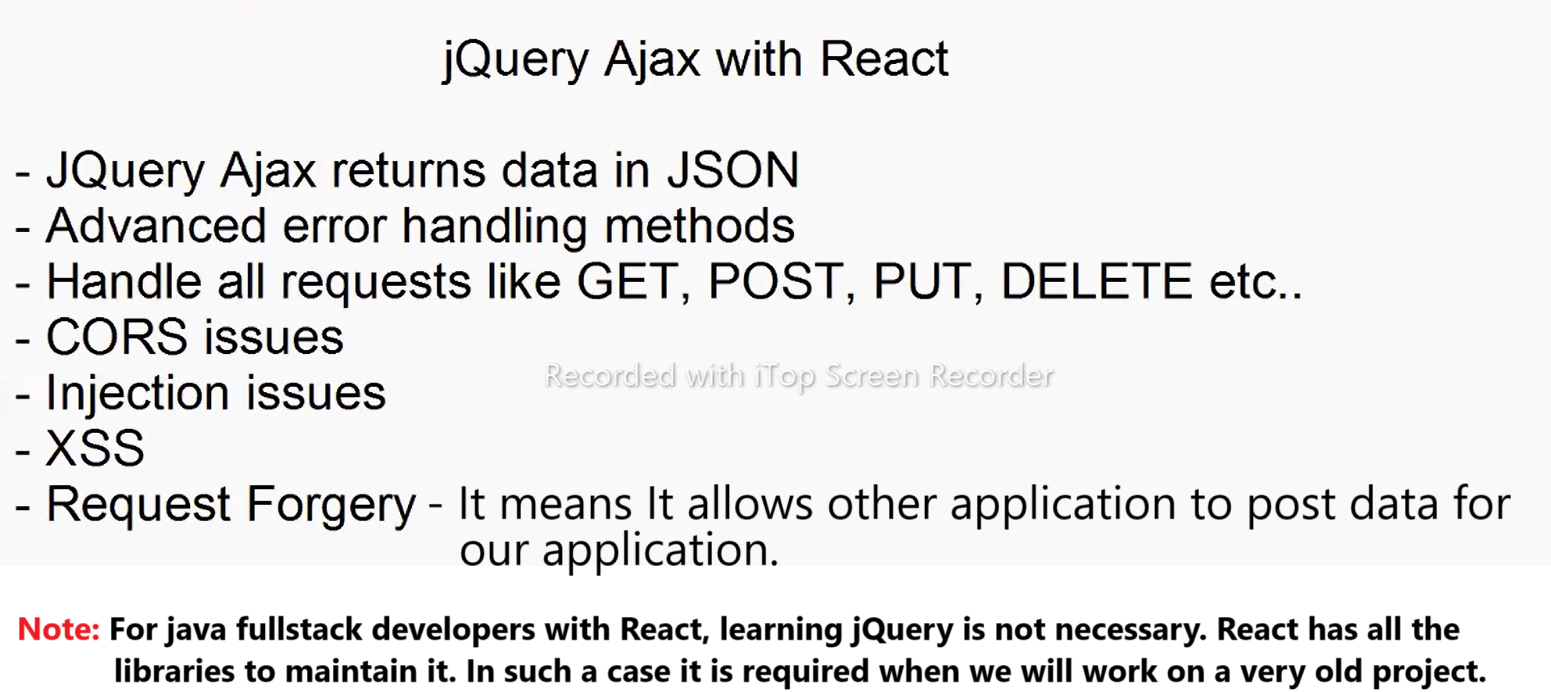 jQuery Ajax with React
- JQuery Ajax returns data in JSON
- Advanced error handling methods
- Handle all requests like GET, POST, PUT, DELETE etc..
- CORS issues
Recorded with iTop Screen Recorder
- Injection issues
- XSS
- Request Forgery - It means It allows other application to post data for
our application.
Note: For java fullstack developers with React, learning jQuery is not necessary. React has all the
libraries to maintain it. In such a case it is required when we will work on a very old project.